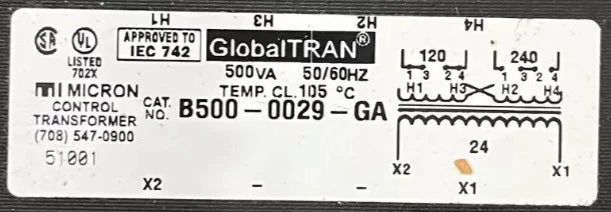 H1 H3 H2 H4
SA UL APPROVED TO GlobalTRAN®
LISTED IEC 742
702X 500VA 50/60HZ
MICRON TEMP. CL. 105 °C
CONTROL CAT. B500-0029-GA
TRANSFORMER NO.
(708) 547-0900
51001
120 240
1 3 2 4 1 3 2 4
H1 H3 H2 H4
24
X2 X1
X2 - - X1